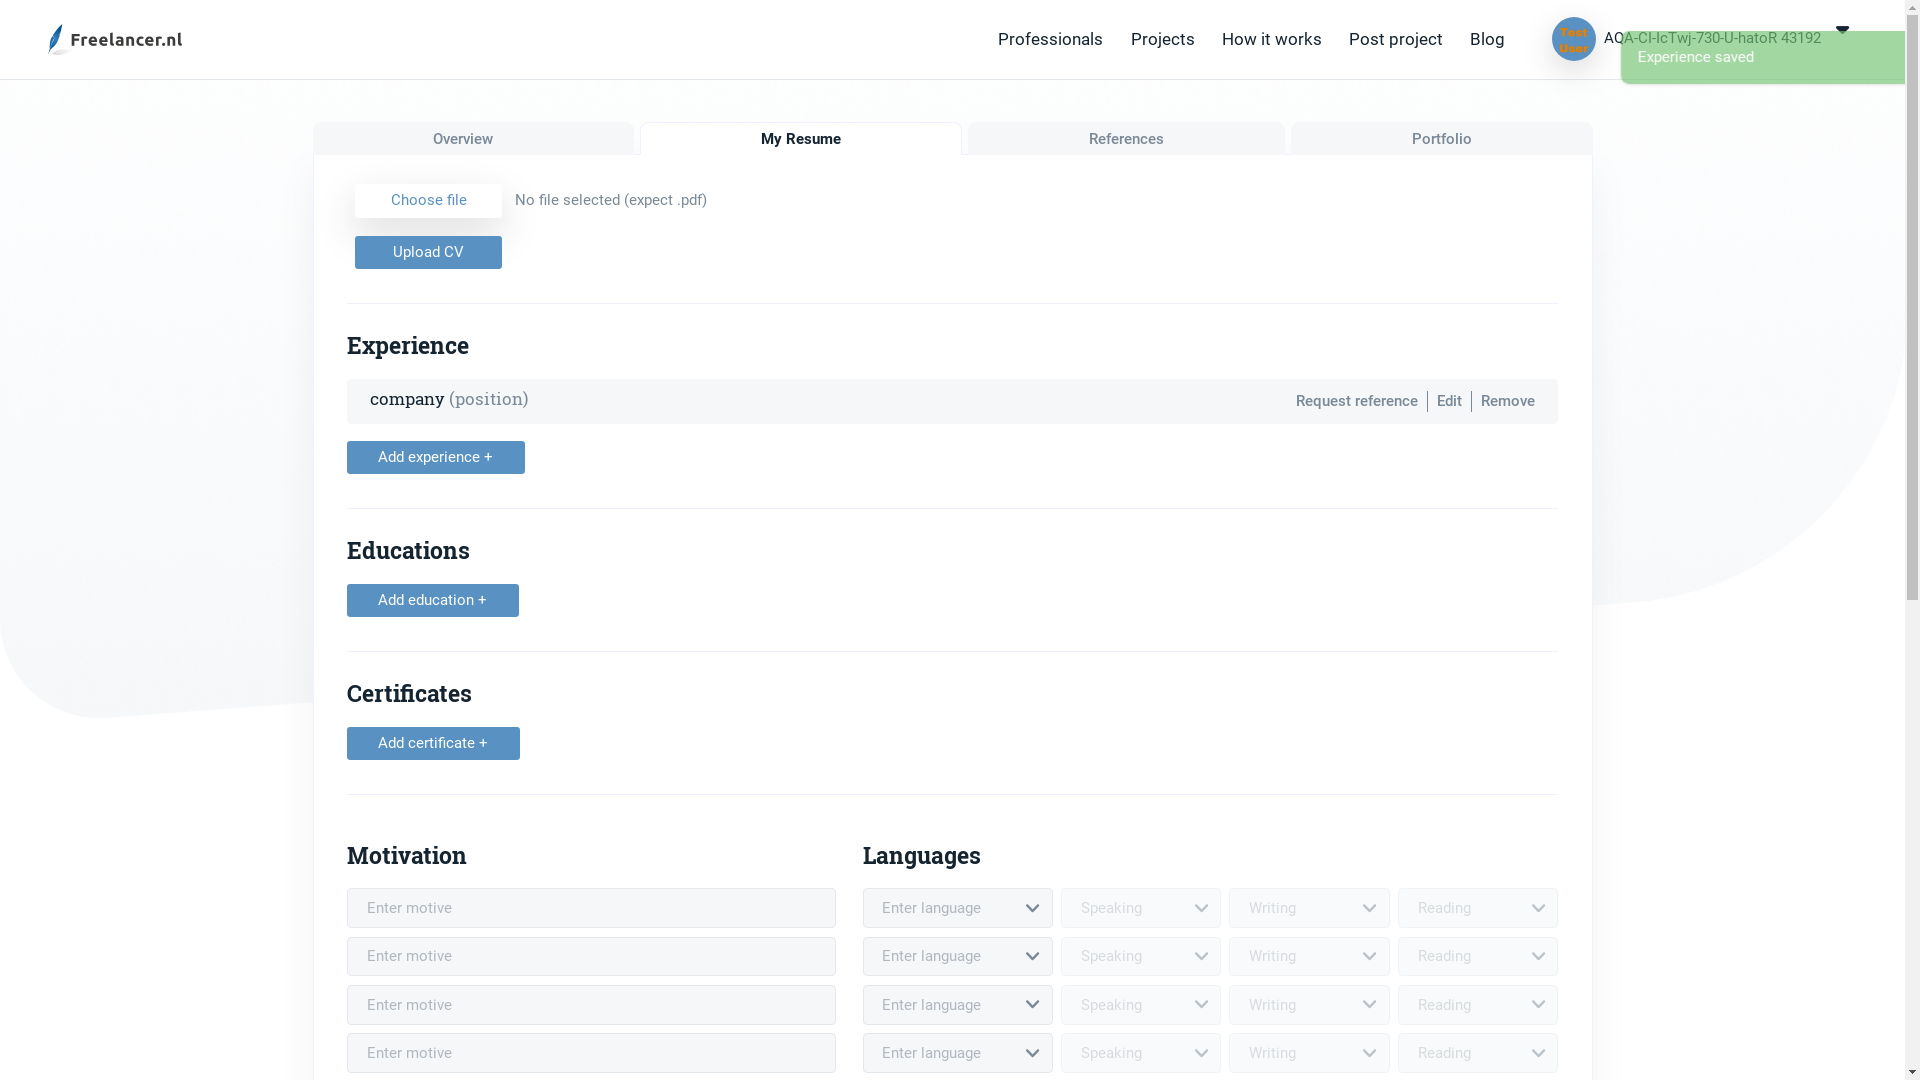 Freelancer.nl
Professionals
Projects
How it works
Post project
Blog
Test
User
AQA-CI-IcTwj-730-U-hatoR 43192
Experience saved
Overview
My Resume
References
Portfolio
Choose file
No file selected (expect .pdf)
Upload CV
Experience
company (position)
Request reference
Edit
Remove
Add experience +
Educations
Add education +
Certificates
Add certificate +
Motivation
Languages
Enter motive
Enter language
Speaking
Writing
Reading
Enter motive
Enter language
Speaking
Writing
Reading
Enter motive
Enter language
Speaking
Writing
Reading
Enter motive
Enter language
Speaking
Writing
Reading